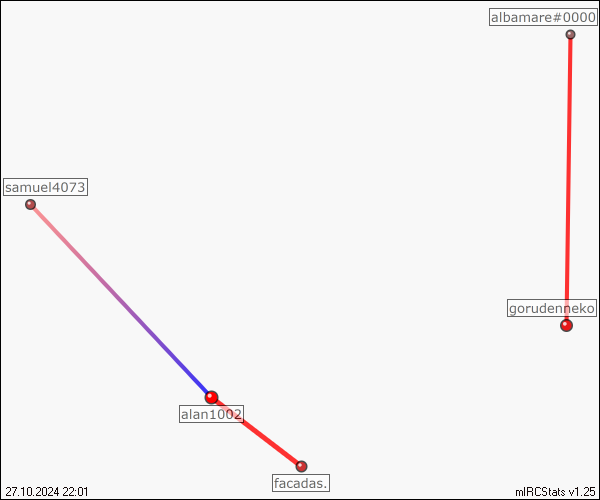 albamare#0000
samuel4073
gorudenneko
alan1002
facadas.
27.10.2024 22:01
mIRCStats v1.25